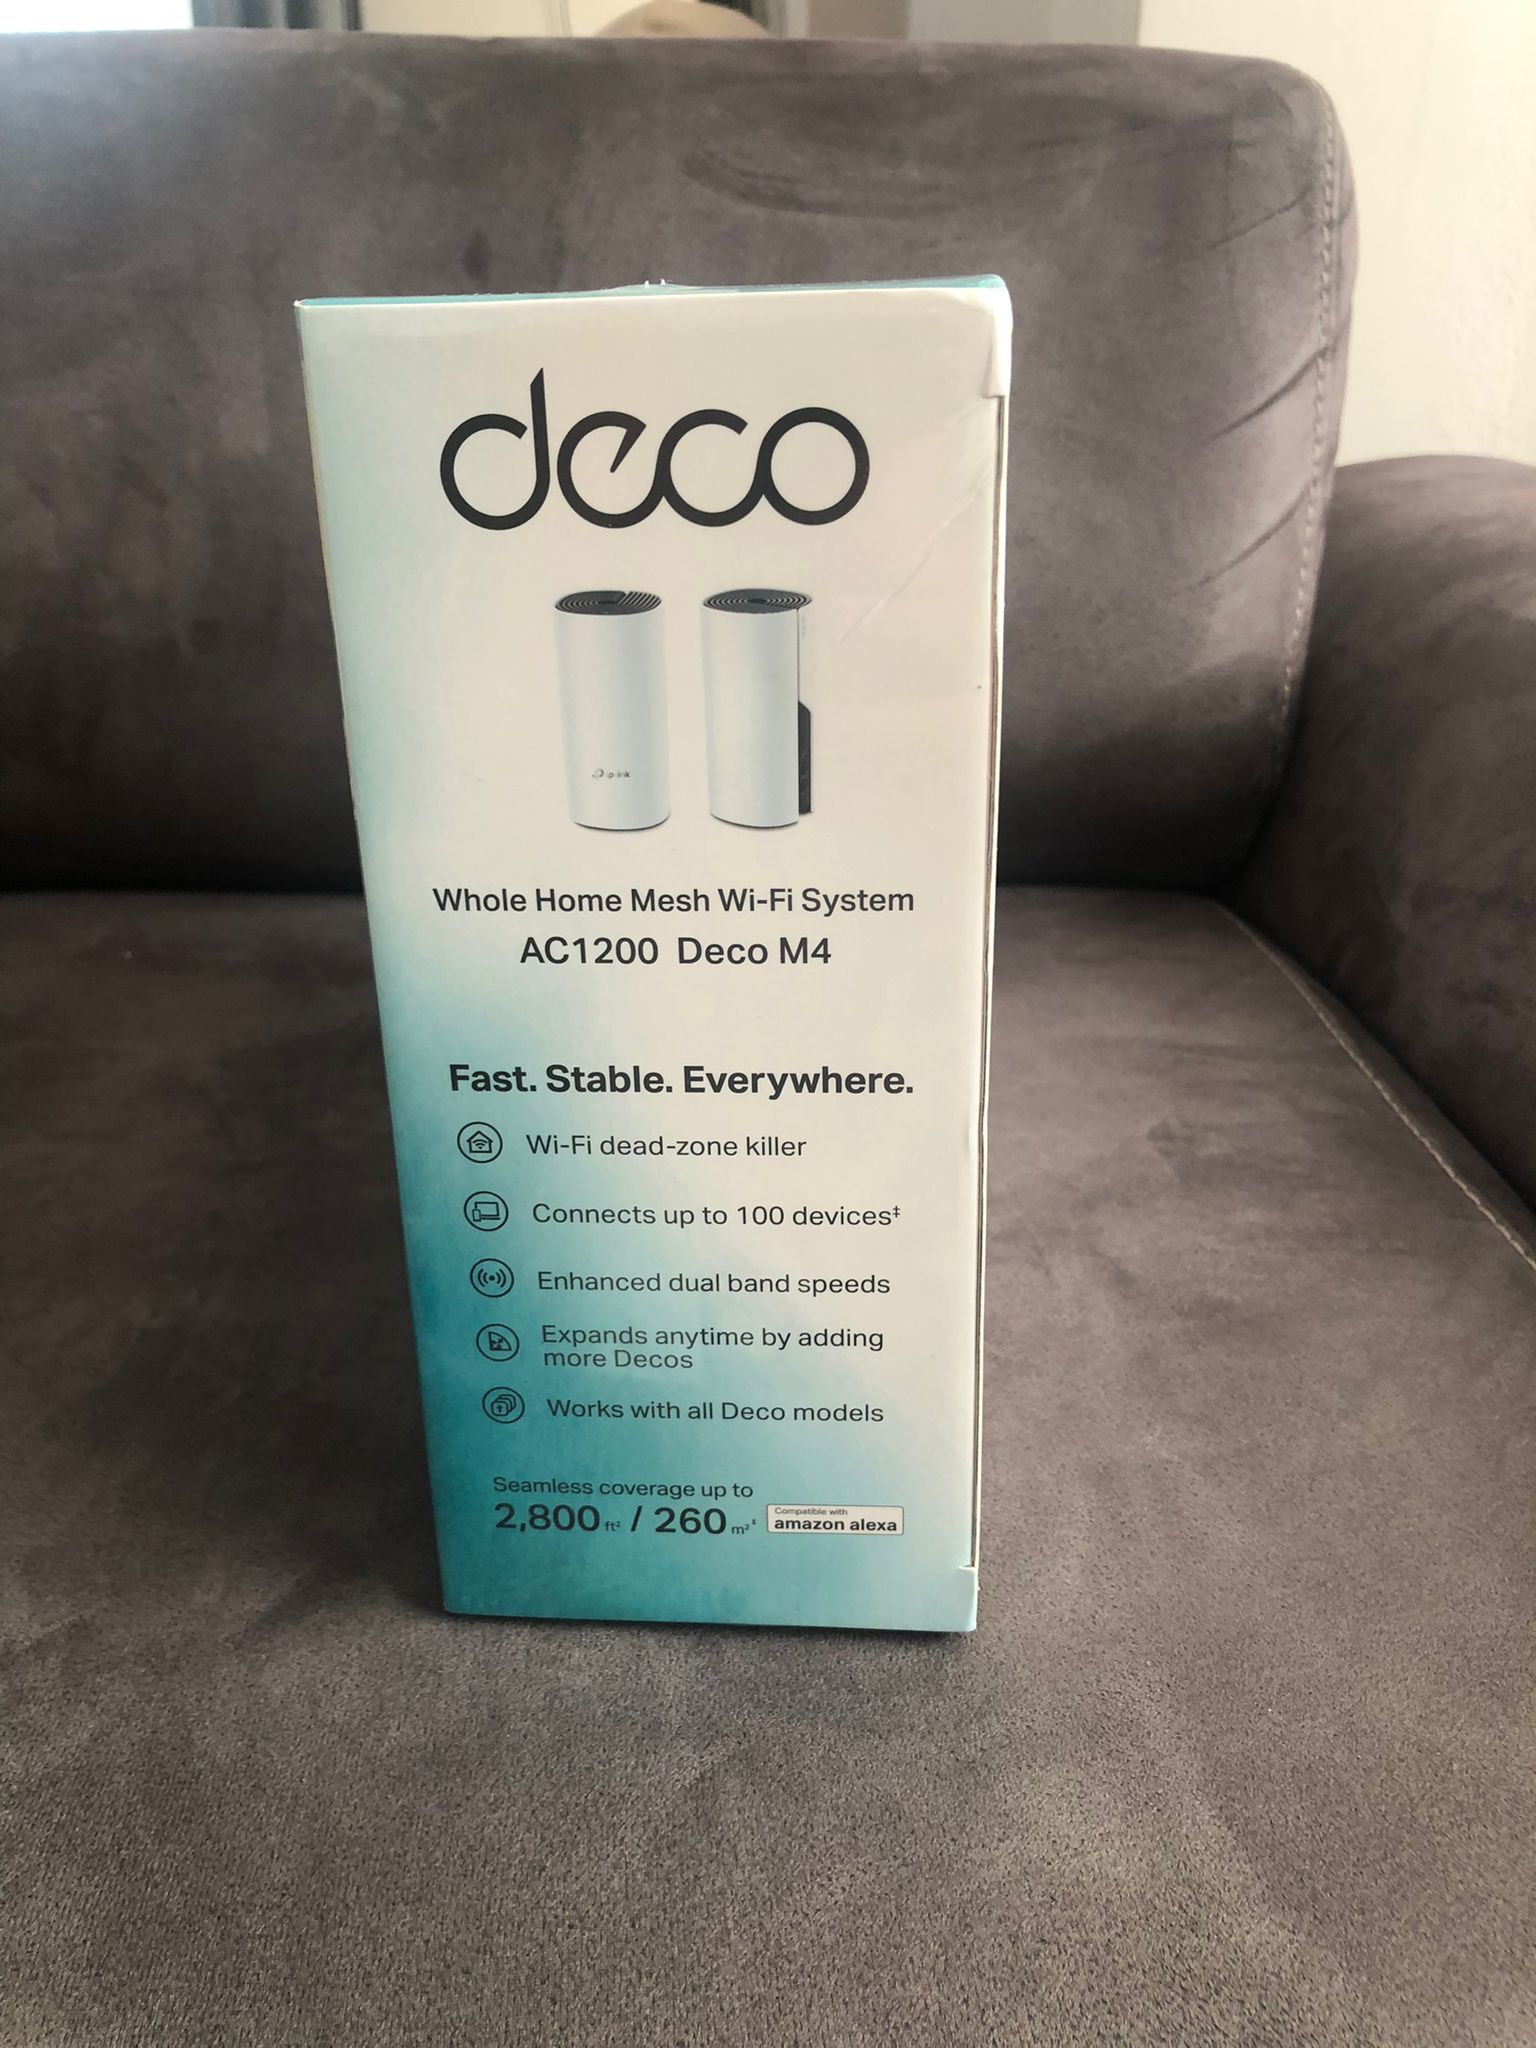 deco
tp-link
Whole Home Mesh Wi-Fi System
AC1200 Deco M4
Fast. Stable. Everywhere.
Wi-Fi dead-zone killer
Connects up to 100 devices‡
Enhanced dual band speeds
Expands anytime by adding
more Decos
Works with all Deco models
Seamless coverage up to
2,800 ft² / 260 m²‡
Compatible with
amazon alexa